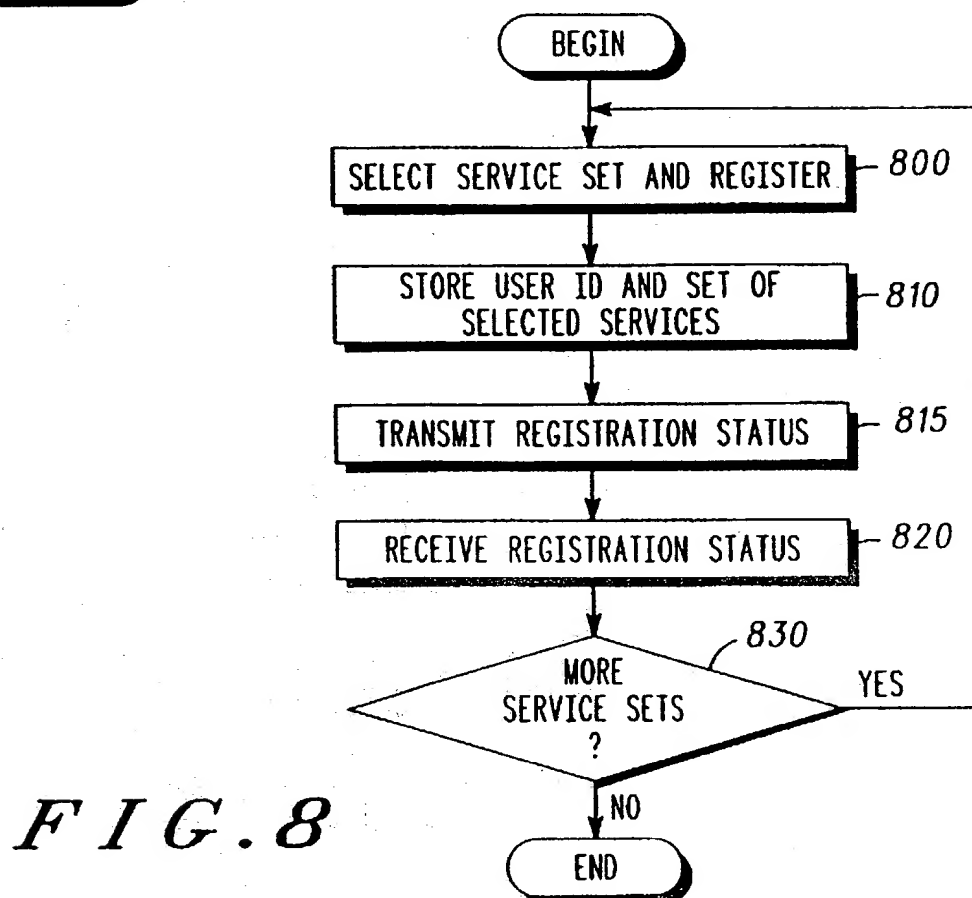 BEGIN
SELECT SERVICE SET AND REGISTER
800
STORE USER ID AND SET OF
SELECTED SERVICES
810
TRANSMIT REGISTRATION STATUS
815
RECEIVE REGISTRATION STATUS
820
830
MORE
SERVICE SETS
?
YES
NO
END
FIG.8